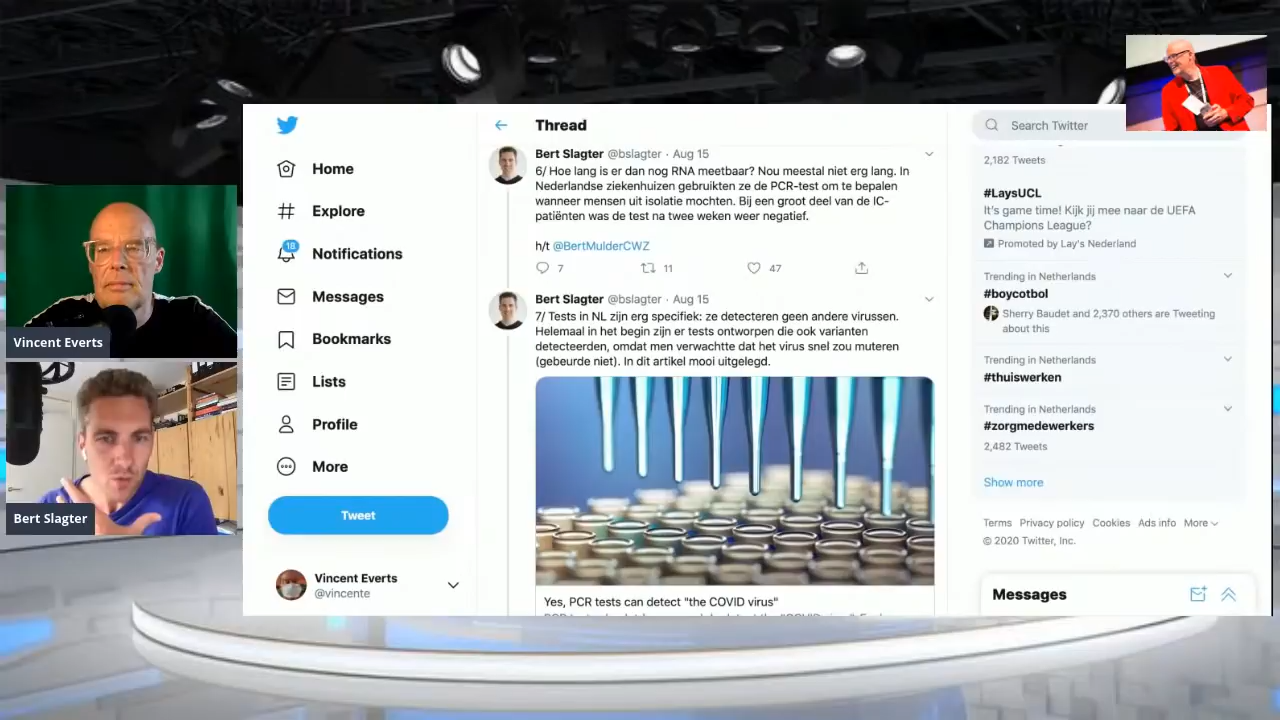 Vincent Everts
Bert Slagter
Home
Explore
18
Notifications
Messages
Bookmarks
Lists
Profile
More
Tweet
Vincent Everts
@vincente
Thread
Bert Slagter @bslagter · Aug 15
6/ Hoe lang is er dan nog RNA meetbaar? Nou meestal niet erg lang. In
Nederlandse ziekenhuizen gebruikten ze de PCR-test om te bepalen
wanneer mensen uit isolatie mochten. Bij een groot deel van de IC-
patiënten was de test na twee weken weer negatief.
h/t @BertMulderCWZ
7 11 47
Bert Slagter @bslagter · Aug 15
7/ Tests in NL zijn erg specifiek: ze detecteren geen andere virussen.
Helemaal in het begin zijn er tests ontworpen die ook varianten
detecteerden, omdat men verwachtte dat het virus snel zou muteren
(gebeurde niet). In dit artikel mooi uitgelegd.
Yes, PCR tests can detect "the COVID virus"
Search Twitter
2,182 Tweets
#LaysUCL
It's game time! Kijk jij mee naar de UEFA
Champions League?
Promoted by Lay's Nederland
Trending in Netherlands
#boycotbol
Sherry Baudet and 2,370 others are Tweeting
about this
Trending in Netherlands
#thuiswerken
Trending in Netherlands
#zorgmedewerkers
2,482 Tweets
Show more
Terms Privacy policy Cookies Ads info More
© 2020 Twitter, Inc.
Messages